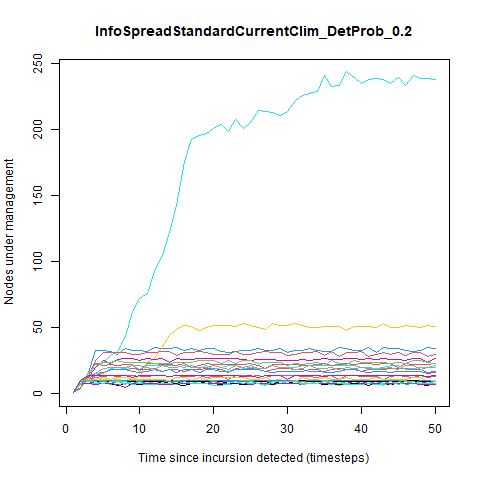 InfoSpreadStandardCurrentClim_DetProb_0.2
Nodes under management
250
200
150
100
50
0
0 10 20 30 40 50
Time since incursion detected (timesteps)